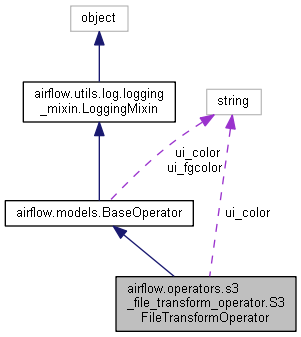 object
airflow.utils.log.logging
_mixin.LoggingMixin
string
ui_color
ui_fgcolor
airflow.models.BaseOperator
ui_color
airflow.operators.s3
_file_transform_operator.S3
FileTransformOperator